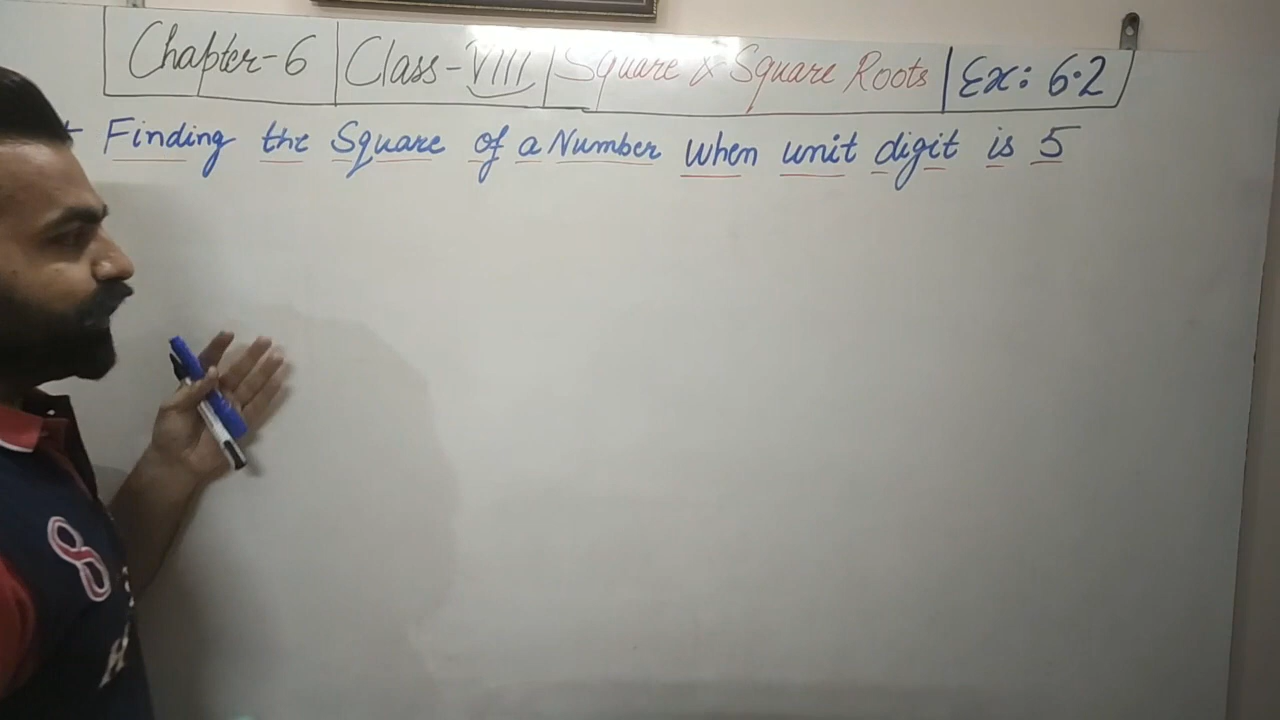 Chapter-6 | Class-VIII | Square & Square Roots | Ex: 6.2
Finding the Square of a Number when unit digit is 5
8